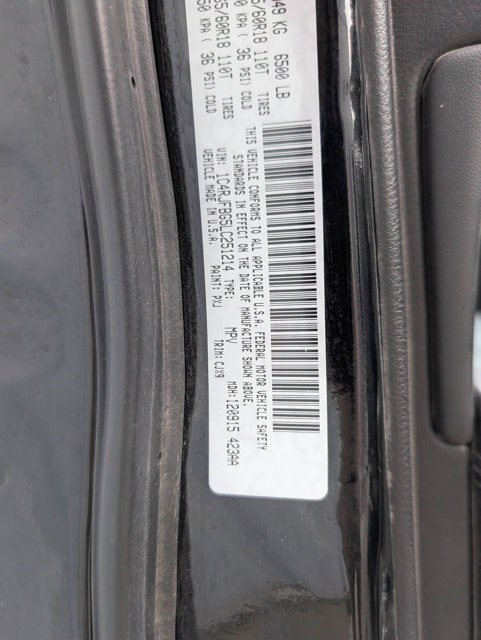 49 KG  6500 LB
5/60R18 110T  TIRES
0 KPA ( 36 PSI) COLD
5/60R18 110T  TIRES
50 KPA ( 36 PSI) COLD
THIS VEHICLE CONFORMS TO ALL APPLICABLE U.S.A. FEDERAL MOTOR VEHICLE SAFETY
STANDARDS IN EFFECT ON THE DATE OF MANUFACTURE SHOWN ABOVE.
VIN: 1C4RJFBG5LC251214  TYPE: MPV  MDH: 120915 423AA
VEHICLE MADE IN U.S.A.  PAINT: PXJ  TRIM: CJX9